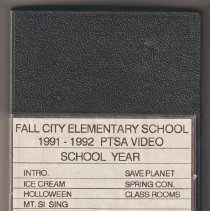 FALL CITY ELEMENTARY SCHOOL
1991 - 1992 PTSA VIDEO
SCHOOL YEAR
INTRO. SAVE PLANET
ICE CREAM SPRING CON.
HOLLOWEEN CLASS ROOMS
MT. SI SING